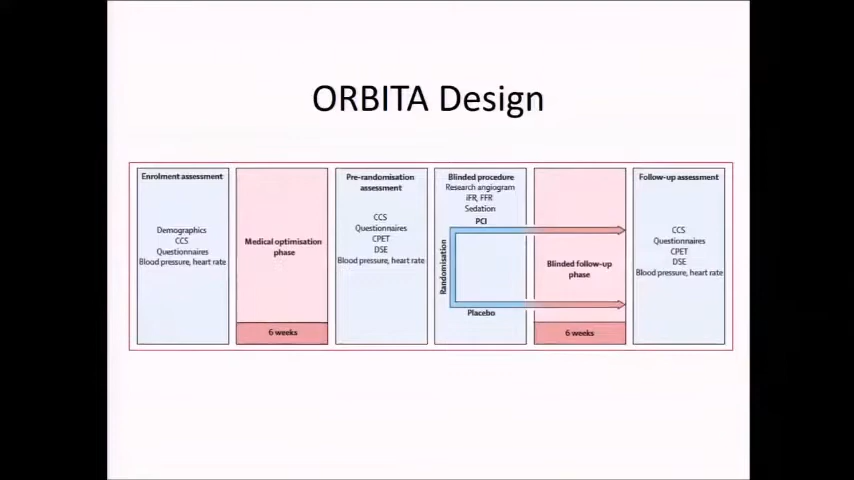 ORBITA Design
Enrolment assessment
Demographics
CCS
Questionnaires
Blood pressure, heart rate
Medical optimisation
phase
6 weeks
Pre-randomisation
assessment
CCS
Questionnaires
CPET
DSE
Blood pressure, heart rate
Blinded procedure
Research angiogram
iFR, FFR
Sedation
PCI
Randomisation
Placebo
Blinded follow-up
phase
6 weeks
Follow-up assessment
CCS
Questionnaires
CPET
DSE
Blood pressure, heart rate